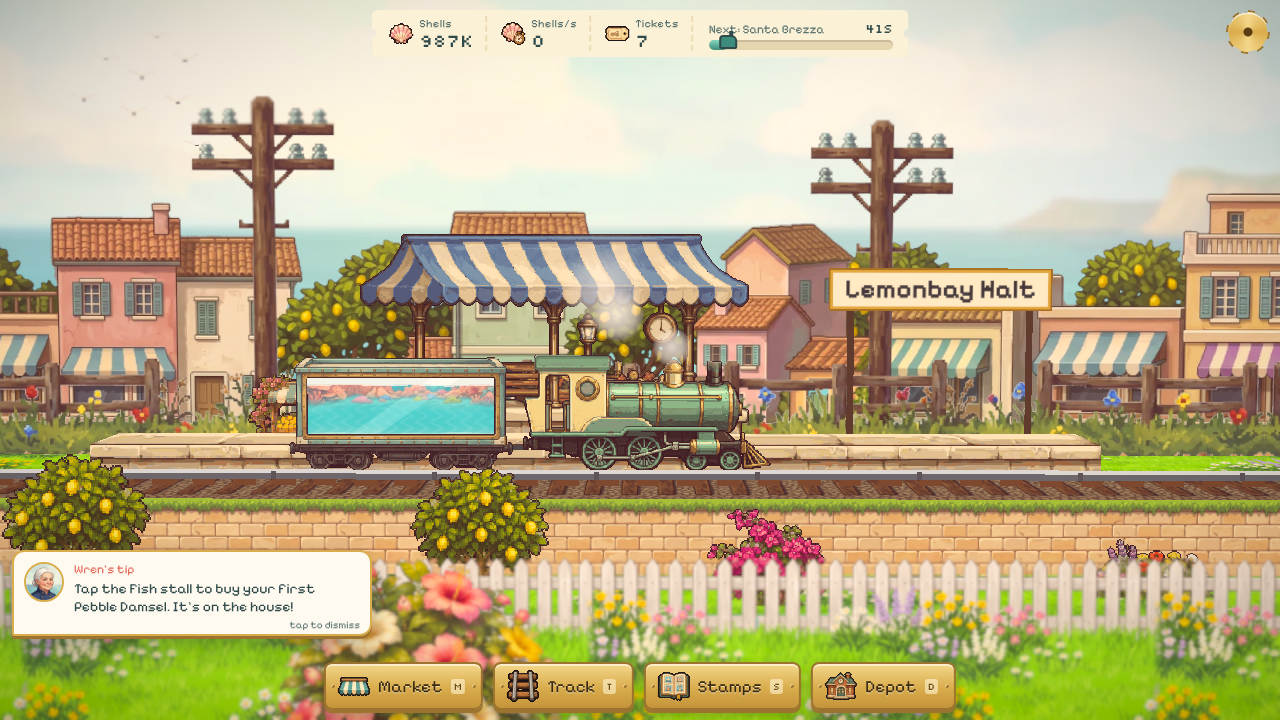 Shells
987K
Shells/s
0
Tickets
7
Next: Santa Brezza
41s
Lemonbay Halt
Wren's tip
Tap the fish stall to buy your first
Pebble Damsel. It's on the house!
tap to dismiss
Market M
Track T
Stamps S
Depot D